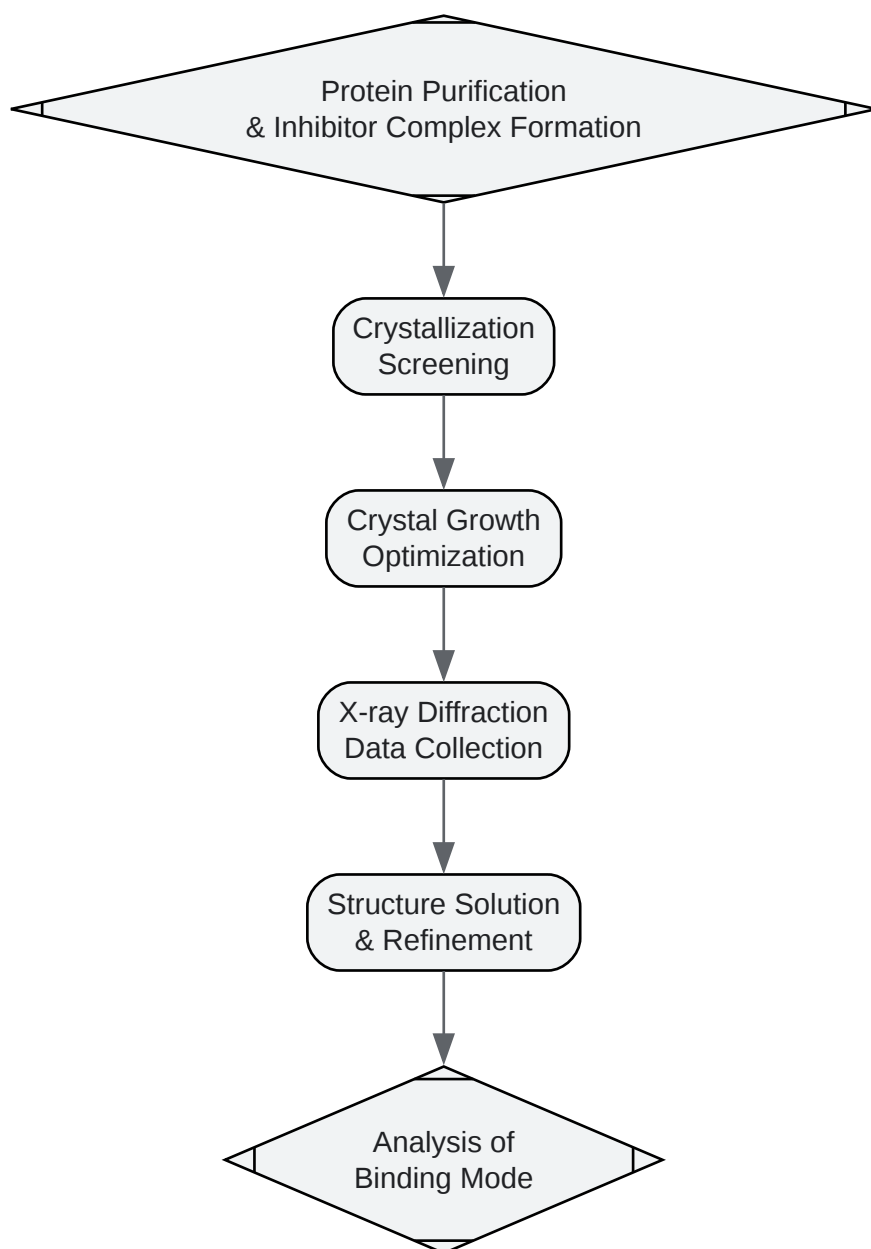 Protein Purification
& Inhibitor Complex Formation
Crystallization
Screening
Crystal Growth
Optimization
X-ray Diffraction
Data Collection
Structure Solution
& Refinement
Analysis of
Binding Mode